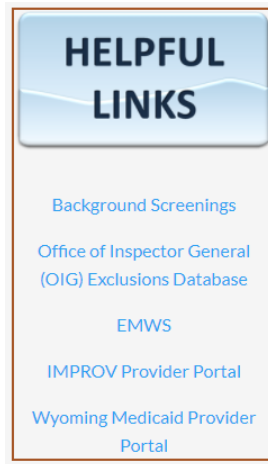 HELPFUL
LINKS
Background Screenings
Office of Inspector General
(OIG) Exclusions Database
EMWS
IMPROV Provider Portal
Wyoming Medicaid Provider
Portal